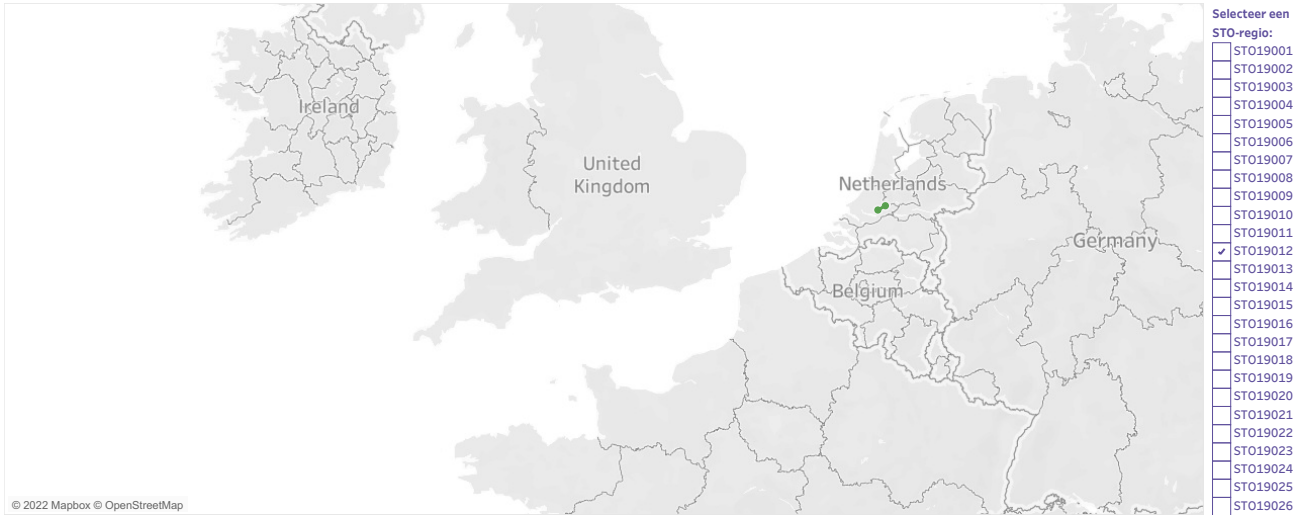 Ireland
United
Kingdom
Netherlands
Germany
Belgium
© 2022 Mapbox © OpenStreetMap
Selecteer een
STO-regio:
STO19001
STO19002
STO19003
STO19004
STO19005
STO19006
STO19007
STO19008
STO19009
STO19010
STO19011
STO19012
STO19013
STO19014
STO19015
STO19016
STO19017
STO19018
STO19019
STO19020
STO19021
STO19022
STO19023
STO19024
STO19025
STO19026